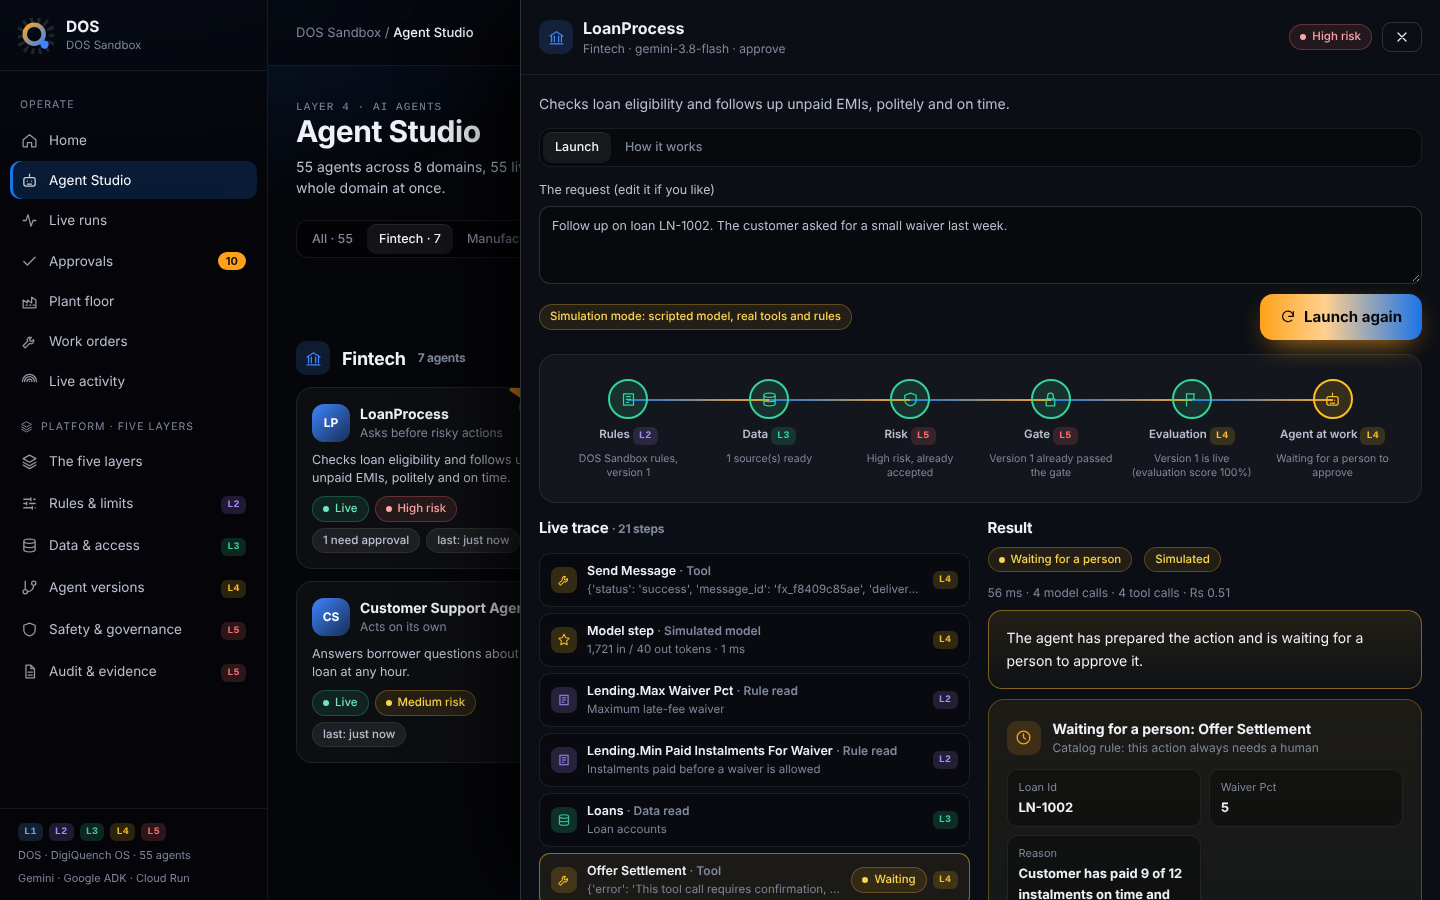 DOS
DOS Sandbox
OPERATE
Home
Agent Studio
Live runs
Approvals
10
Plant floor
Work orders
Live activity
PLATFORM · FIVE LAYERS
The five layers
Rules & limits
L2
Data & access
L3
Agent versions
L4
Safety & governance
L5
Audit & evidence
L5
L1 L2 L3 L4 L5
DOS · DigiQuench OS · 55 agents
Gemini · Google ADK · Cloud Run
DOS Sandbox / Agent Studio
LAYER 4 · AI AGENTS
Agent Studio
55 agents across 8 domains, 55
whole domain at once.
All · 55
Fintech · 7
Fintech
7 agents
LP
LoanProcess
Asks before risky actions
Checks loan eligibility and follows
unpaid EMIs, politely and on time.
Live
High risk
1 need approval
last: just now
CS
Customer Support
Acts on its own
Answers borrower questions about
loan at any hour.
Live
Medium risk
last: just now
LoanProcess
Fintech · gemini-3.8-flash · approve
High risk
Checks loan eligibility and follows up unpaid EMIs, politely and on time.
Launch
How it works
The request (edit it if you like)
Follow up on loan LN-1002. The customer asked for a small waiver last week.
Simulation mode: scripted model, real tools and rules
Launch again
Rules L2
DOS Sandbox rules,
version 1
Data L3
1 source(s) ready
Risk L5
High risk, already
accepted
Gate L5
Version 1 already passed
the gate
Evaluation L4
Version 1 is live
(evaluation score 100%)
Agent at work L4
Waiting for a person to
approve
Live trace · 21 steps
Send Message · Tool
{'status': 'success', 'message_id': 'fx_f8409c85ae', 'deliver...
L4
Model step · Simulated model
1,721 in / 40 out tokens · 1 ms
L4
Lending.Max Waiver Pct · Rule read
Maximum late-fee waiver
L2
Lending.Min Paid Instalments For Waiver · Rule read
Instalments paid before a waiver is allowed
L2
Loans · Data read
Loan accounts
L3
Offer Settlement · Tool
{'error': 'This tool call requires confirmation, ...
Waiting
L4
Result
Waiting for a person
Simulated
56 ms · 4 model calls · 4 tool calls · Rs 0.51
The agent has prepared the action and is waiting for a
person to approve it.
Waiting for a person: Offer Settlement
Catalog rule: this action always needs a human
Loan Id
LN-1002
Waiver Pct
5
Reason
Customer has paid 9 of 12
instalments on time and